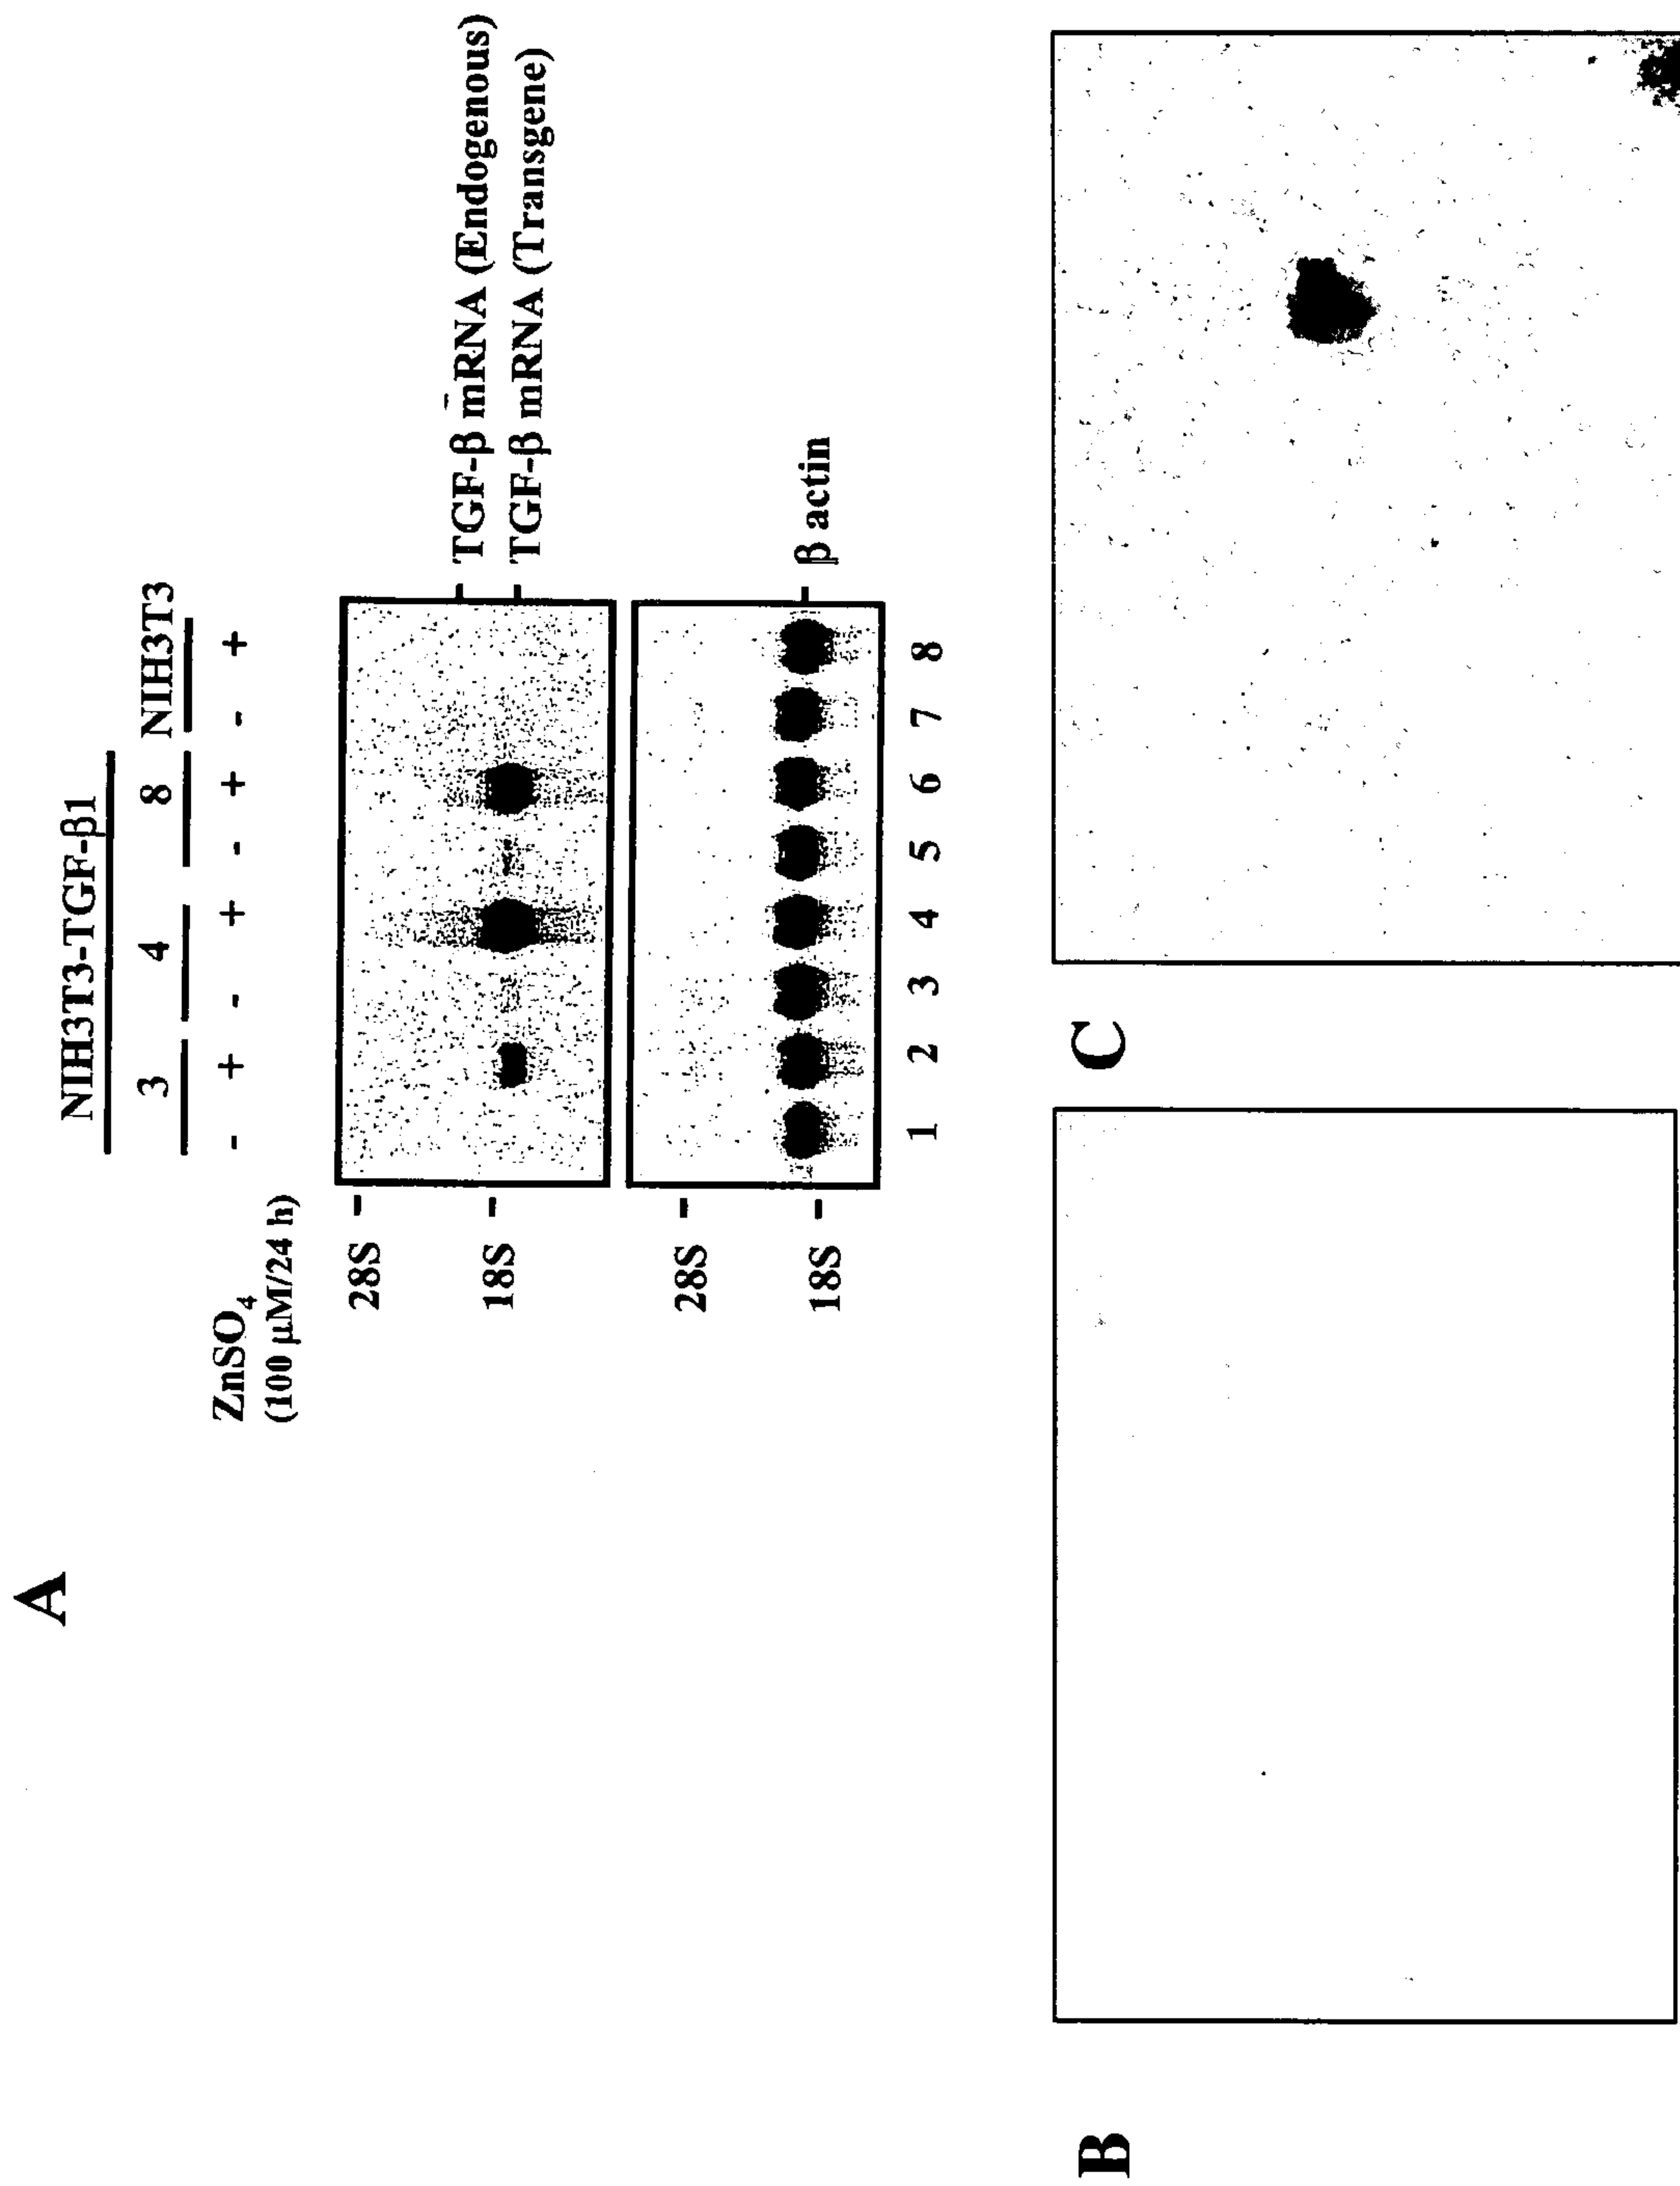 A
NIH3T3-TGF-β1
3 4 8 NIH3T3
ZnSO4 - + - + - + - +
(100 µM/24 h)
28S
TGF-β mRNA (Endogenous)
18S
TGF-β mRNA (Transgene)
28S
18S
β actin
1 2 3 4 5 6 7 8
B
C